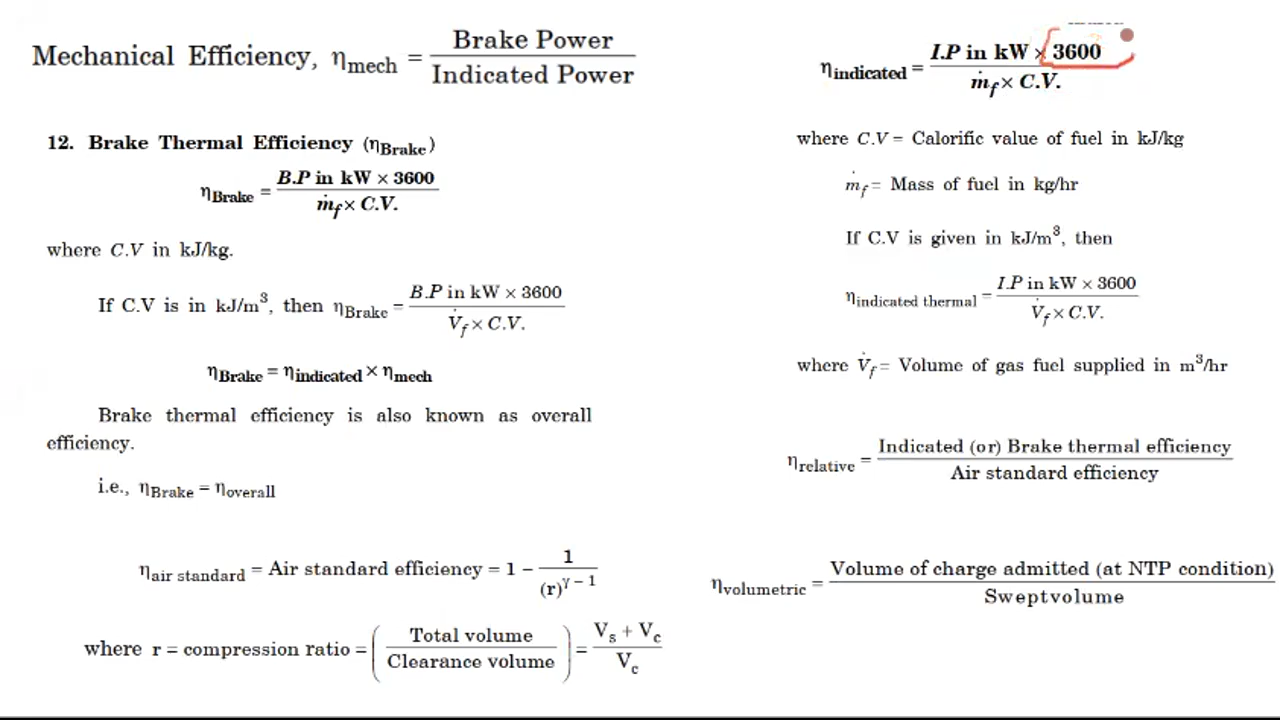 Mechanical Efficiency, η_mech = Brake Power / Indicated Power
12. Brake Thermal Efficiency (η_Brake)
η_Brake = B.P in kW × 3600 / ṁ_f × C.V.
where C.V in kJ/kg.
If C.V is in kJ/m³, then η_Brake = B.P in kW × 3600 / V̇_f × C.V.
η_Brake = η_indicated × η_mech
Brake thermal efficiency is also known as overall
efficiency.
i.e., η_Brake = η_overall
η_air standard = Air standard efficiency = 1 − 1 / (r)^γ − 1
where r = compression ratio = (Total volume / Clearance volume) = V_s + V_c / V_c
η_indicated = I.P in kW × 3600 / ṁ_f × C.V.
where C.V = Calorific value of fuel in kJ/kg
ṁ_f = Mass of fuel in kg/hr
If C.V is given in kJ/m³, then
η_indicated thermal = I.P in kW × 3600 / V̇_f × C.V.
where V̇_f = Volume of gas fuel supplied in m³/hr
η_relative = Indicated (or) Brake thermal efficiency / Air standard efficiency
η_volumetric = Volume of charge admitted (at NTP condition) / Sweptvolume